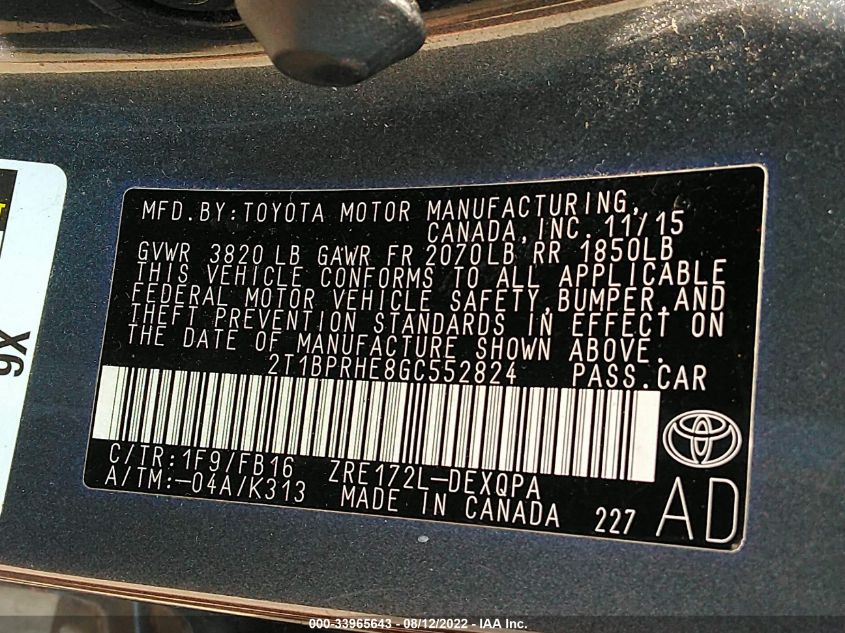 MFD.BY:TOYOTA MOTOR MANUFACTURING,
CANADA,INC. 11/15
GVWR 3820 LB GAWR FR 2070LB RR 1850LB
THIS VEHICLE CONFORMS TO ALL APPLICABLE
FEDERAL MOTOR VEHICLE SAFETY,BUMPER,AND
THEFT PREVENTION STANDARDS IN EFFECT ON
THE DATE OF MANUFACTURE SHOWN ABOVE.
2T1BPRHE8GC552824 PASS.CAR
C/TR:1F9/FB16 ZRE172L-DEXQPA
A/TM:-04A/K313 MADE IN CANADA 227 AD
000-33965643 / 08/12/2022 - IAA Inc.